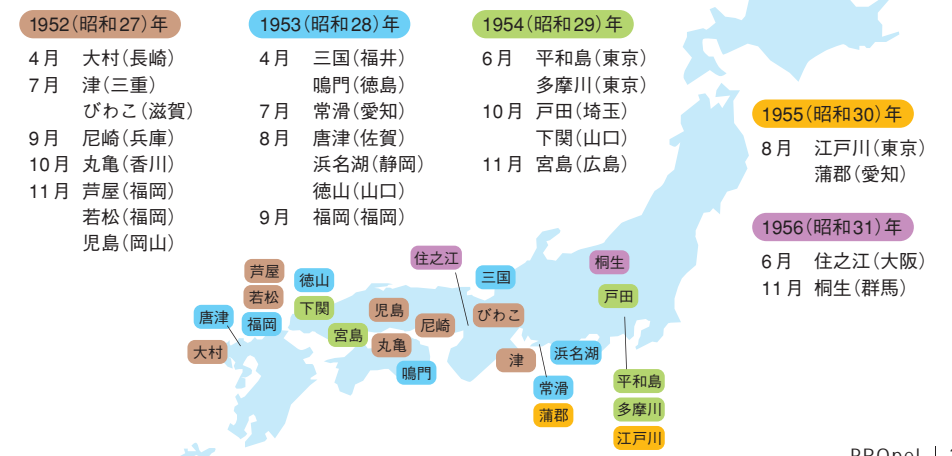 1952(昭和27)年
4月 大村(長崎)
7月 津(三重)
びわこ(滋賀)
9月 尼崎(兵庫)
10月 丸亀(香川)
11月 芦屋(福岡)
若松(福岡)
児島(岡山)
1953(昭和28)年
4月 三国(福井)
鳴門(徳島)
7月 常滑(愛知)
8月 唐津(佐賀)
浜名湖(静岡)
徳山(山口)
9月 福岡(福岡)
1954(昭和29)年
6月 平和島(東京)
多摩川(東京)
10月 戸田(埼玉)
下関(山口)
11月 宮島(広島)
1955(昭和30)年
8月 江戸川(東京)
蒲郡(愛知)
1956(昭和31)年
6月 住之江(大阪)
11月 桐生(群馬)
住之江
桐生
芦屋
徳山
三国
若松
下関
児島
びわこ
戸田
唐津
福岡
宮島
尼崎
大村
丸亀
津
浜名湖
鳴門
常滑
平和島
蒲郡
多摩川
江戸川